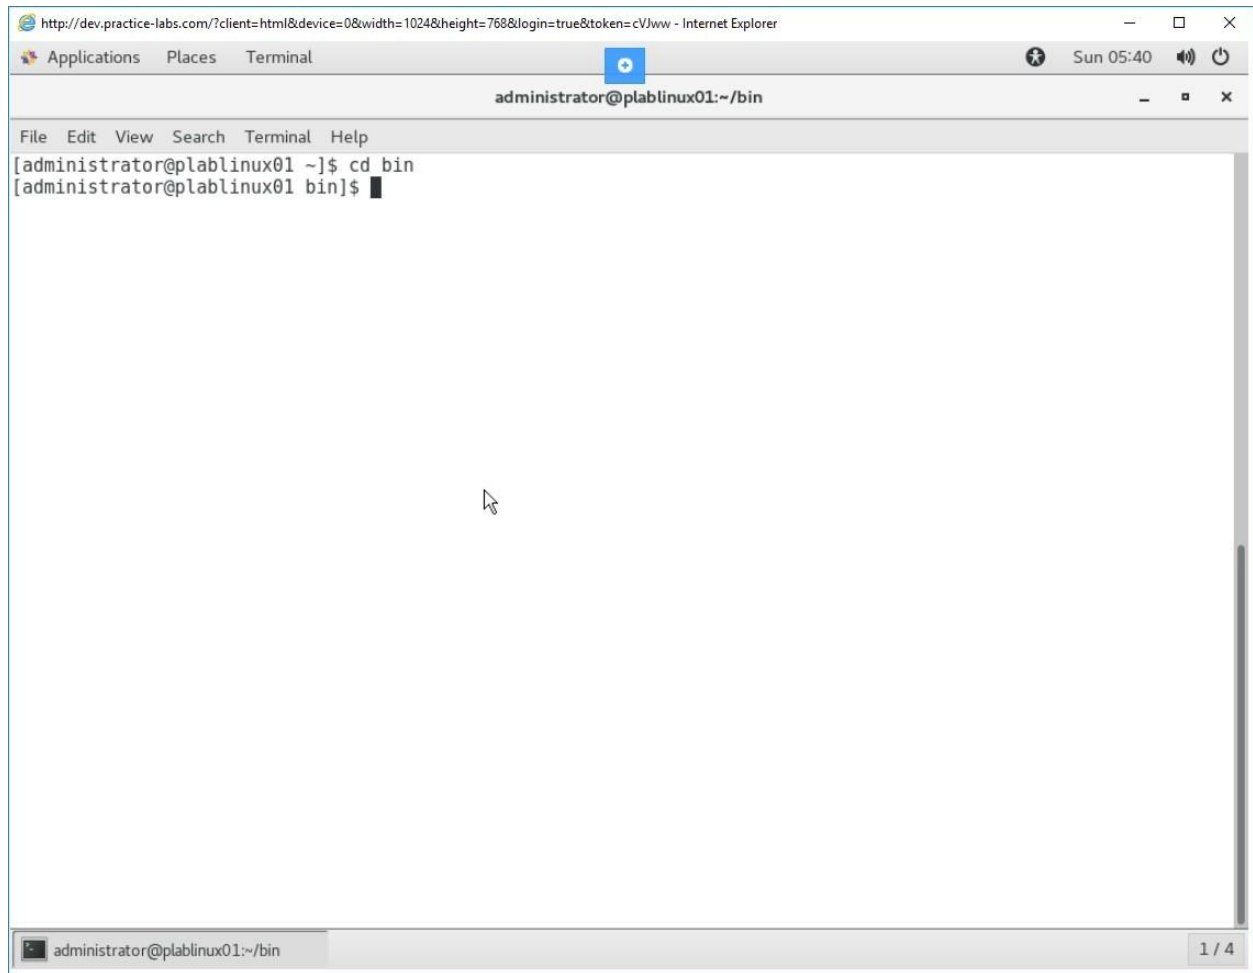 http://dev.practice-labs.com/?client=html&device=0&width=1024&height=768&login=true&token=cVJww - Internet Explorer
Applications Places Terminal Sun 05:40
administrator@plablinux01:~/bin
File Edit View Search Terminal Help
[administrator@plablinux01 ~]$ cd bin
[administrator@plablinux01 bin]$
administrator@plablinux01:~/bin 1 / 4